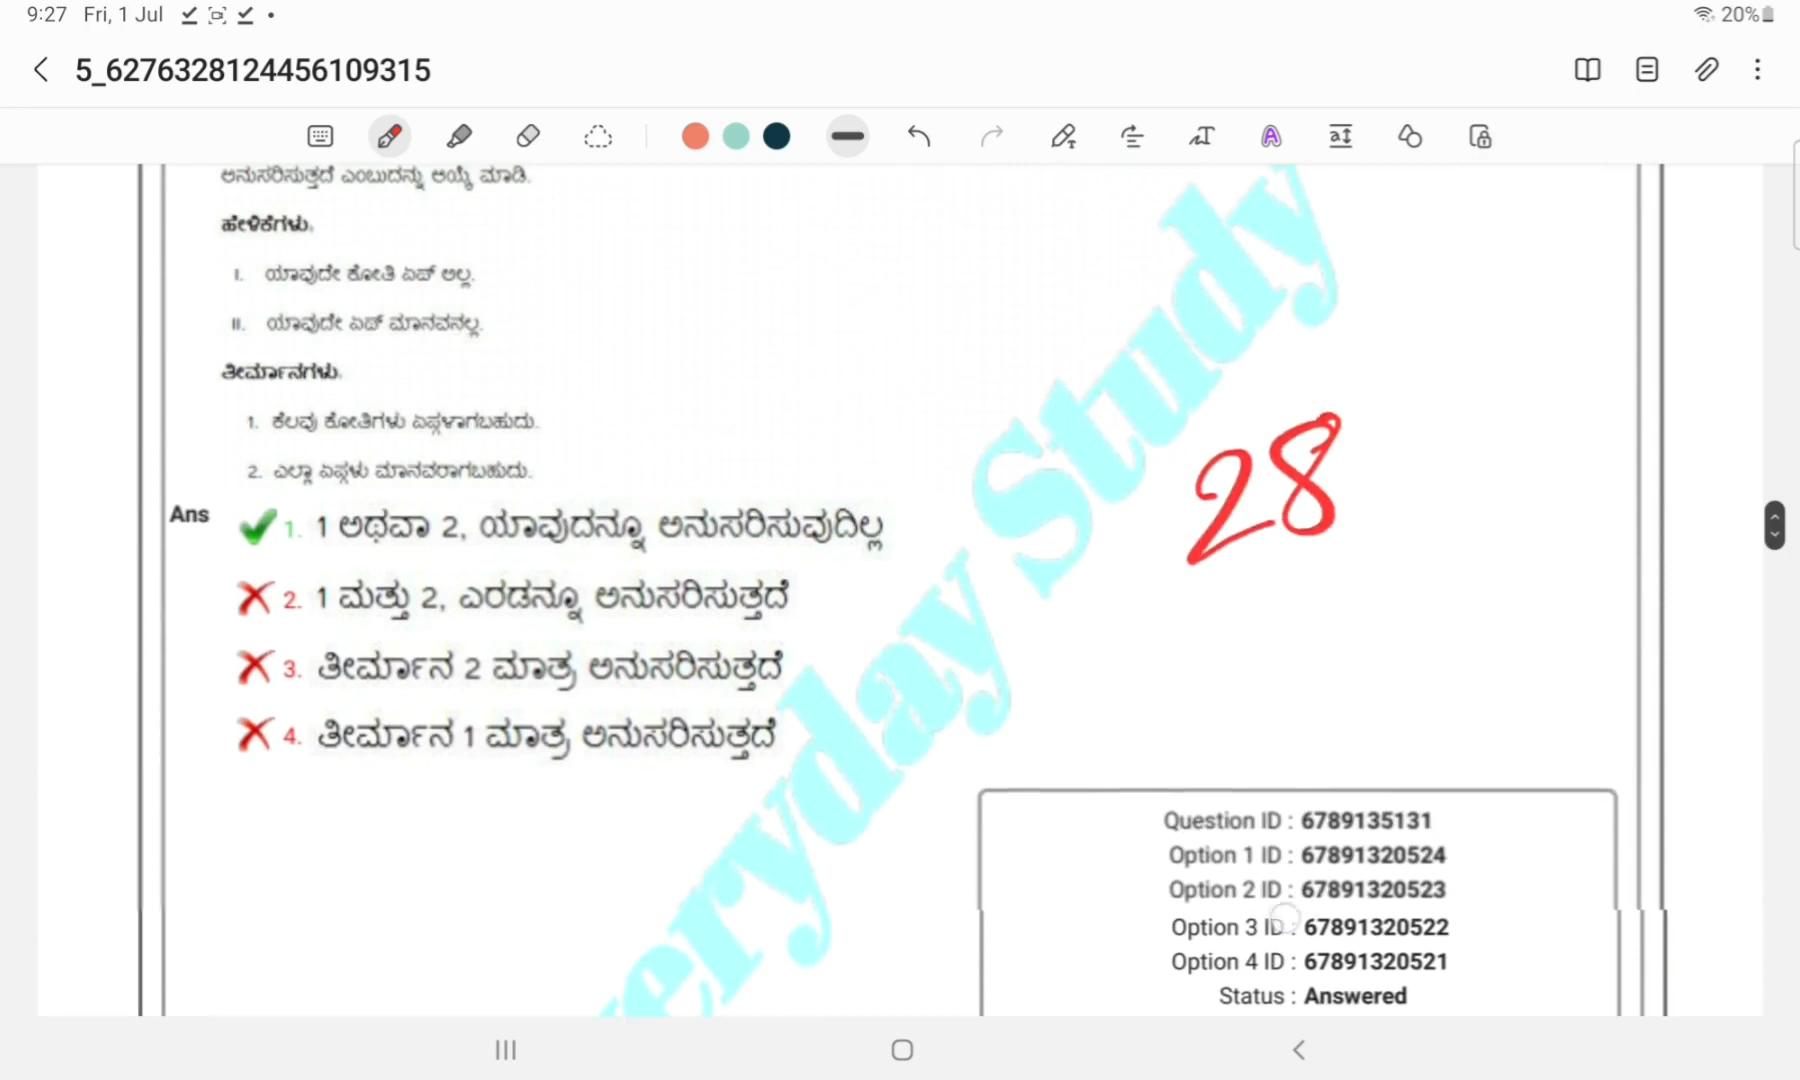 9:27 Fri, 1 Jul
20%
5_6276328124456109315
ಅನುಸರಿಸುತ್ತದೆ ಎಂಬುದನ್ನು ಆಯ್ಕೆ ಮಾಡಿ.
ಹೇಳಿಕೆಗಳು.
I. ಯಾವುದೇ ಕೋತಿ ಏಪ್ ಅಲ್ಲ.
II. ಯಾವುದೇ ಏಪ್ ಮಾನವನಲ್ಲ.
ತೀರ್ಮಾನಗಳು.
1. ಕೆಲವು ಕೋತಿಗಳು ಏಪ್ಗಳಾಗಬಹುದು.
2. ಎಲ್ಲಾ ಏಪ್ಗಳು ಮಾನವರಾಗಬಹುದು.
Ans 1. 1 ಅಥವಾ 2, ಯಾವುದನ್ನೂ ಅನುಸರಿಸುವುದಿಲ್ಲ
2. 1 ಮತ್ತು 2, ಎರಡನ್ನೂ ಅನುಸರಿಸುತ್ತದೆ
3. ತೀರ್ಮಾನ 2 ಮಾತ್ರ ಅನುಸರಿಸುತ್ತದೆ
4. ತೀರ್ಮಾನ 1 ಮಾತ್ರ ಅನುಸರಿಸುತ್ತದೆ
28
eryday Study
Question ID : 6789135131
Option 1 ID : 67891320524
Option 2 ID : 67891320523
Option 3 ID : 67891320522
Option 4 ID : 67891320521
Status : Answered